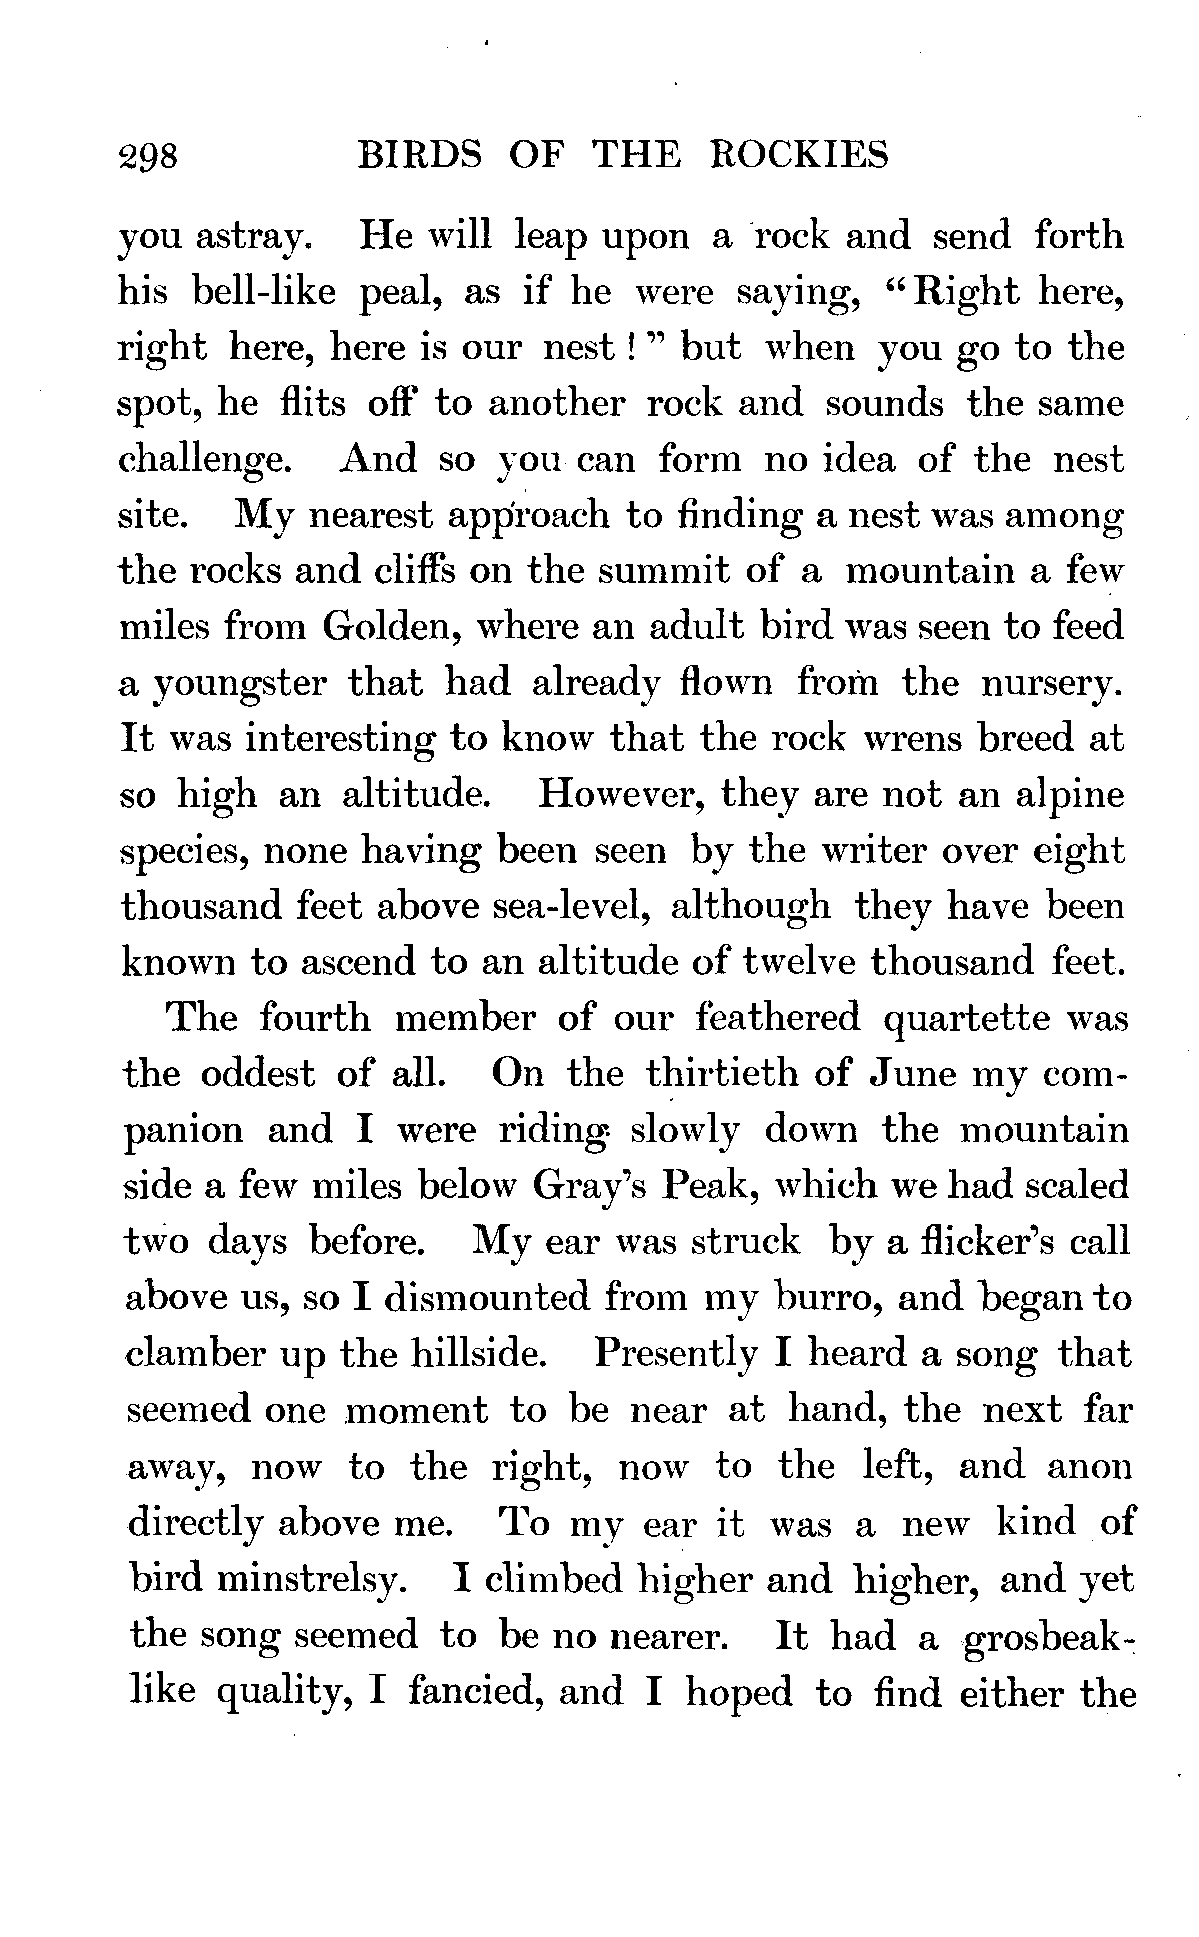 298 BIRDS OF THE ROCKIES
you astray. He will leap upon a rock and send forth
his bell-like peal, as if he were saying, “Right here,
right here, here is our nest!” but when you go to the
spot, he flits off to another rock and sounds the same
challenge. And so you can form no idea of the nest
site. My nearest approach to finding a nest was among
the rocks and cliffs on the summit of a mountain a few
miles from Golden, where an adult bird was seen to feed
a youngster that had already flown from the nursery.
It was interesting to know that the rock wrens breed at
so high an altitude. However, they are not an alpine
species, none having been seen by the writer over eight
thousand feet above sea-level, although they have been
known to ascend to an altitude of twelve thousand feet.
The fourth member of our feathered quartette was
the oddest of all. On the thirtieth of June my com-
panion and I were riding slowly down the mountain
side a few miles below Gray’s Peak, which we had scaled
two days before. My ear was struck by a flicker’s call
above us, so I dismounted from my burro, and began to
clamber up the hillside. Presently I heard a song that
seemed one moment to be near at hand, the next far
away, now to the right, now to the left, and anon
directly above me. To my ear it was a new kind of
bird minstrelsy. I climbed higher and higher, and yet
the song seemed to be no nearer. It had a grosbeak-
like quality, I fancied, and I hoped to find either the